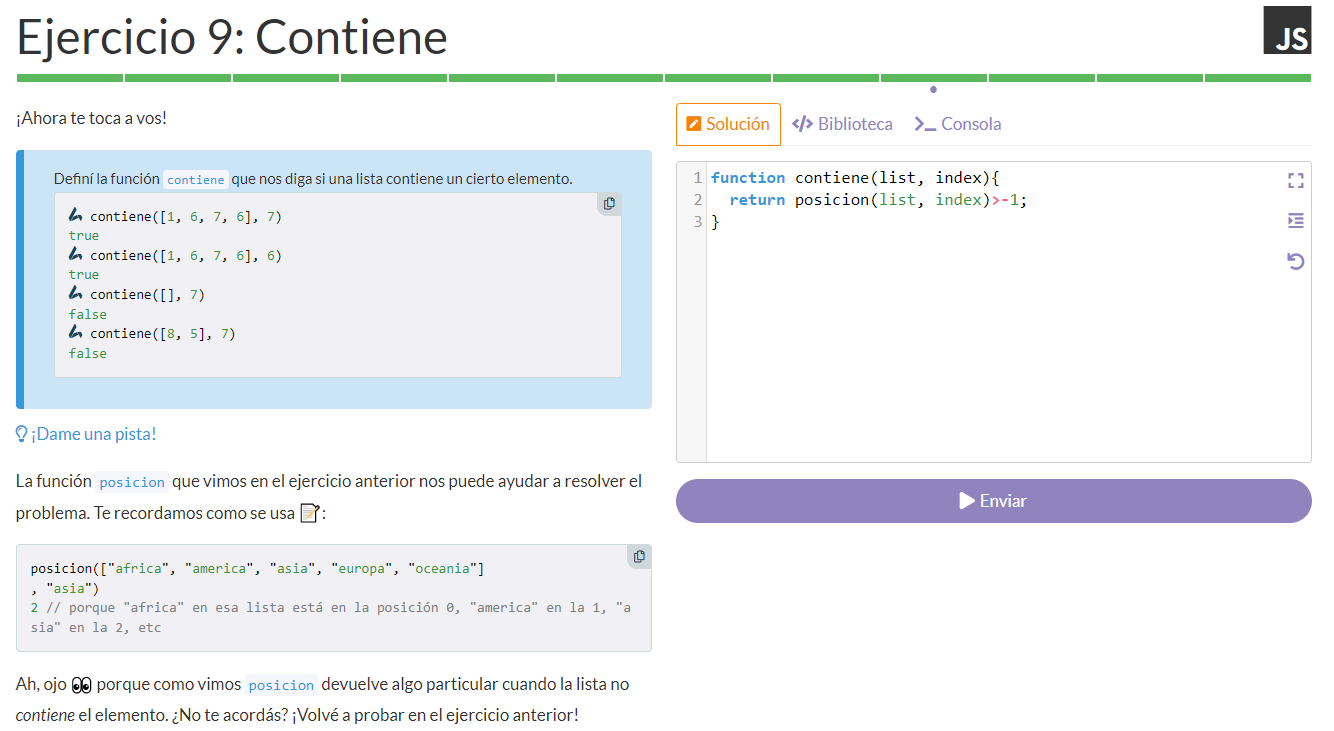 Ejercicio 9: Contiene
JS
¡Ahora te toca a vos!
Definí la función contiene que nos diga si una lista contiene un cierto elemento.
contiene([1, 6, 7, 6], 7)
true
contiene([1, 6, 7, 6], 6)
true
contiene([], 7)
false
contiene([8, 5], 7)
false
¡Dame una pista!
La función posicion que vimos en el ejercicio anterior nos puede ayudar a resolver el
problema. Te recordamos como se usa 📝:
posicion(["africa", "america", "asia", "europa", "oceania"]
, "asia")
2 // porque "africa" en esa lista está en la posición 0, "america" en la 1, "a
sia" en la 2, etc
Ah, ojo 👀 porque como vimos posicion devuelve algo particular cuando la lista no
contiene el elemento. ¿No te acordás? ¡Volvé a probar en el ejercicio anterior!
Solución
</> Biblioteca
>_ Consola
1 function contiene(list, index){
2   return posicion(list, index)>-1;
3 }
Enviar